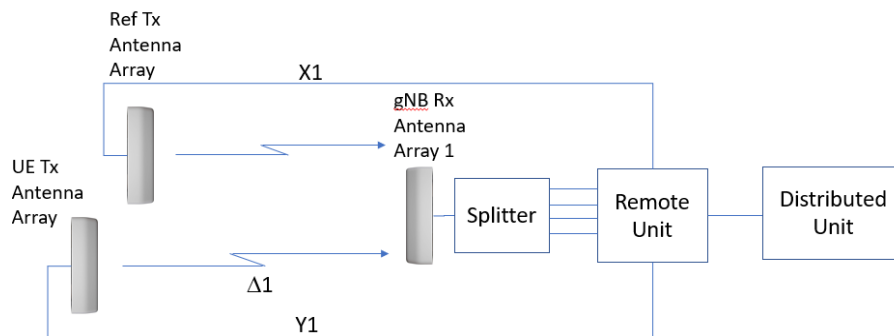 Ref Tx
Antenna
Array
X1
gNB Rx
Antenna
Array 1
UE Tx
Antenna
Array
Splitter
Remote
Unit
Distributed
Unit
Δ1
Y1